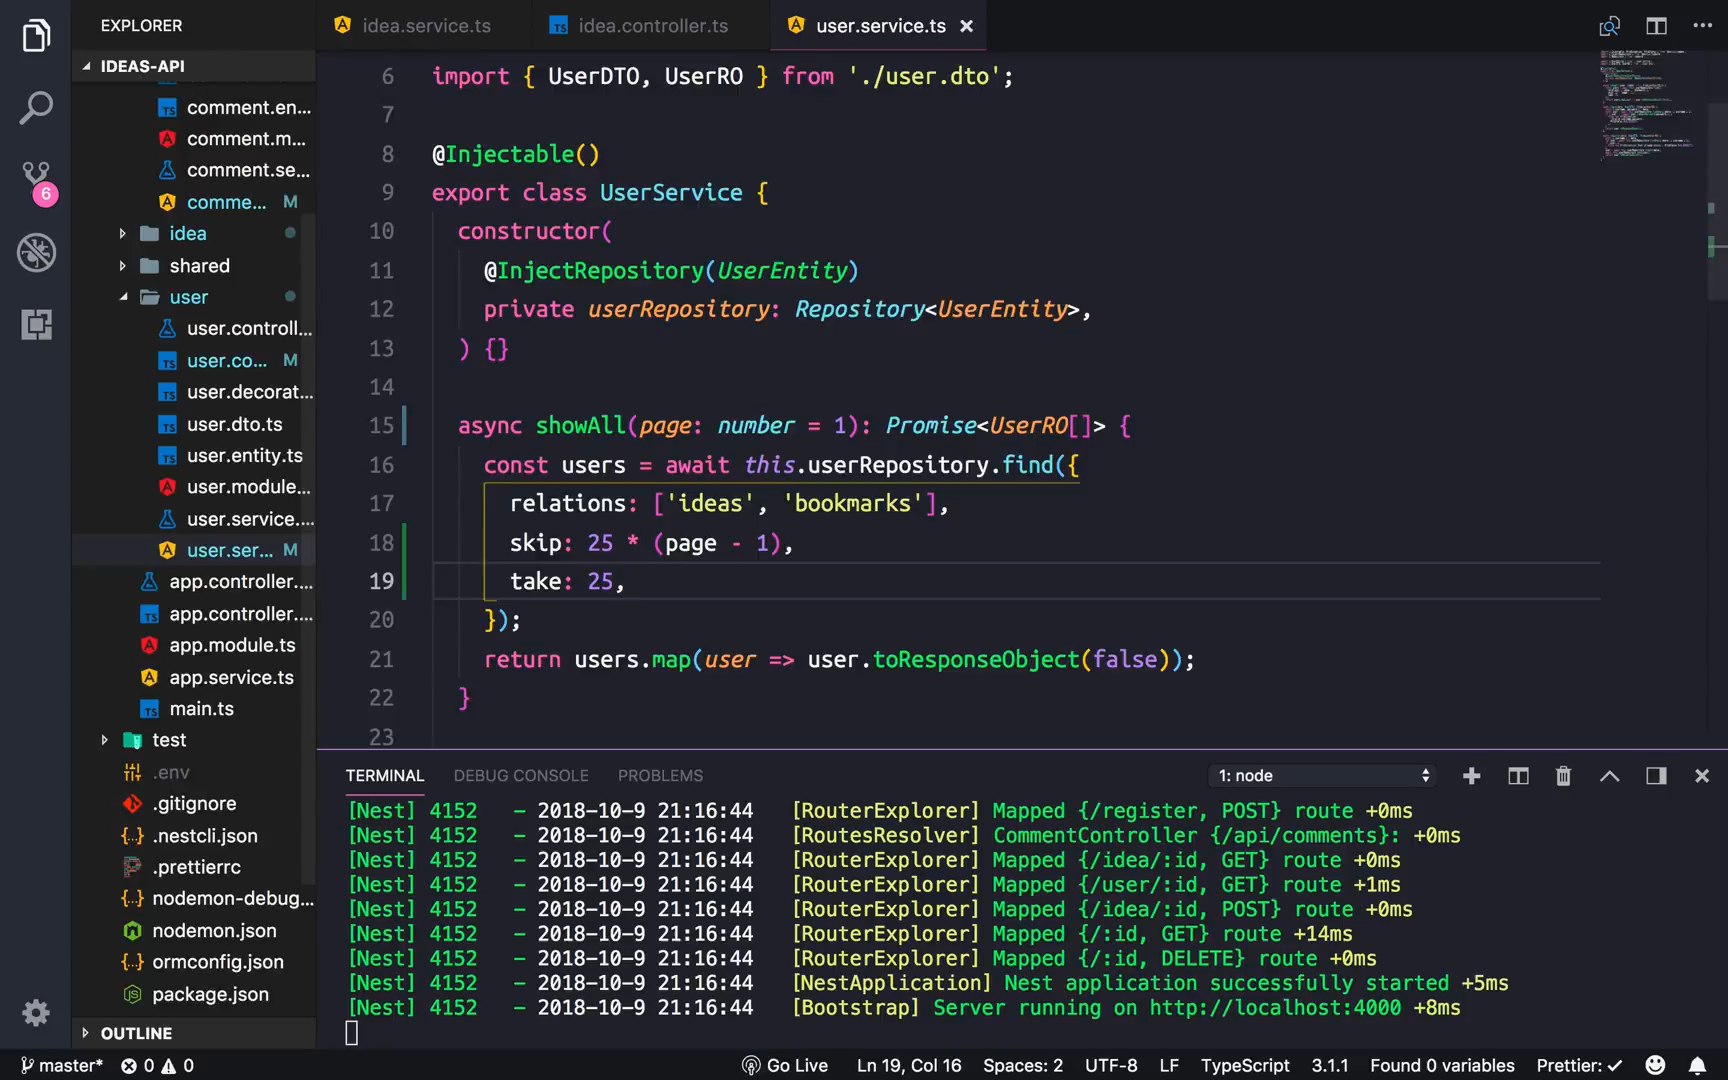 EXPLORER
IDEAS-API
comment.en...
comment.m...
comment.se...
comme... M
idea
shared
user
user.controll...
user.co... M
user.decorat...
user.dto.ts
user.entity.ts
user.module...
user.service....
user.ser... M
app.controller....
app.controller....
app.module.ts
app.service.ts
main.ts
test
.env
.gitignore
.nestcli.json
.prettierrc
nodemon-debug...
nodemon.json
ormconfig.json
package.json
OUTLINE
6
idea.service.ts
idea.controller.ts
user.service.ts
6 import { UserDTO, UserRO } from './user.dto';
7
8 @Injectable()
9 export class UserService {
10 constructor(
11 @InjectRepository(UserEntity)
12 private userRepository: Repository<UserEntity>,
13 ) {}
14
15 async showAll(page: number = 1): Promise<UserRO[]> {
16 const users = await this.userRepository.find({
17 relations: ['ideas', 'bookmarks'],
18 skip: 25 * (page - 1),
19 take: 25,
20 });
21 return users.map(user => user.toResponseObject(false));
22 }
23
TERMINAL DEBUG CONSOLE PROBLEMS 1: node
[Nest] 4152 - 2018-10-9 21:16:44 [RouterExplorer] Mapped {/register, POST} route +0ms
[Nest] 4152 - 2018-10-9 21:16:44 [RoutesResolver] CommentController {/api/comments}: +0ms
[Nest] 4152 - 2018-10-9 21:16:44 [RouterExplorer] Mapped {/idea/:id, GET} route +0ms
[Nest] 4152 - 2018-10-9 21:16:44 [RouterExplorer] Mapped {/user/:id, GET} route +1ms
[Nest] 4152 - 2018-10-9 21:16:44 [RouterExplorer] Mapped {/idea/:id, POST} route +0ms
[Nest] 4152 - 2018-10-9 21:16:44 [RouterExplorer] Mapped {/:id, GET} route +14ms
[Nest] 4152 - 2018-10-9 21:16:44 [RouterExplorer] Mapped {/:id, DELETE} route +0ms
[Nest] 4152 - 2018-10-9 21:16:44 [NestApplication] Nest application successfully started +5ms
[Nest] 4152 - 2018-10-9 21:16:44 [Bootstrap] Server running on http://localhost:4000 +8ms
master* 0 0 Go Live Ln 19, Col 16 Spaces: 2 UTF-8 LF TypeScript 3.1.1 Found 0 variables Prettier: ✓